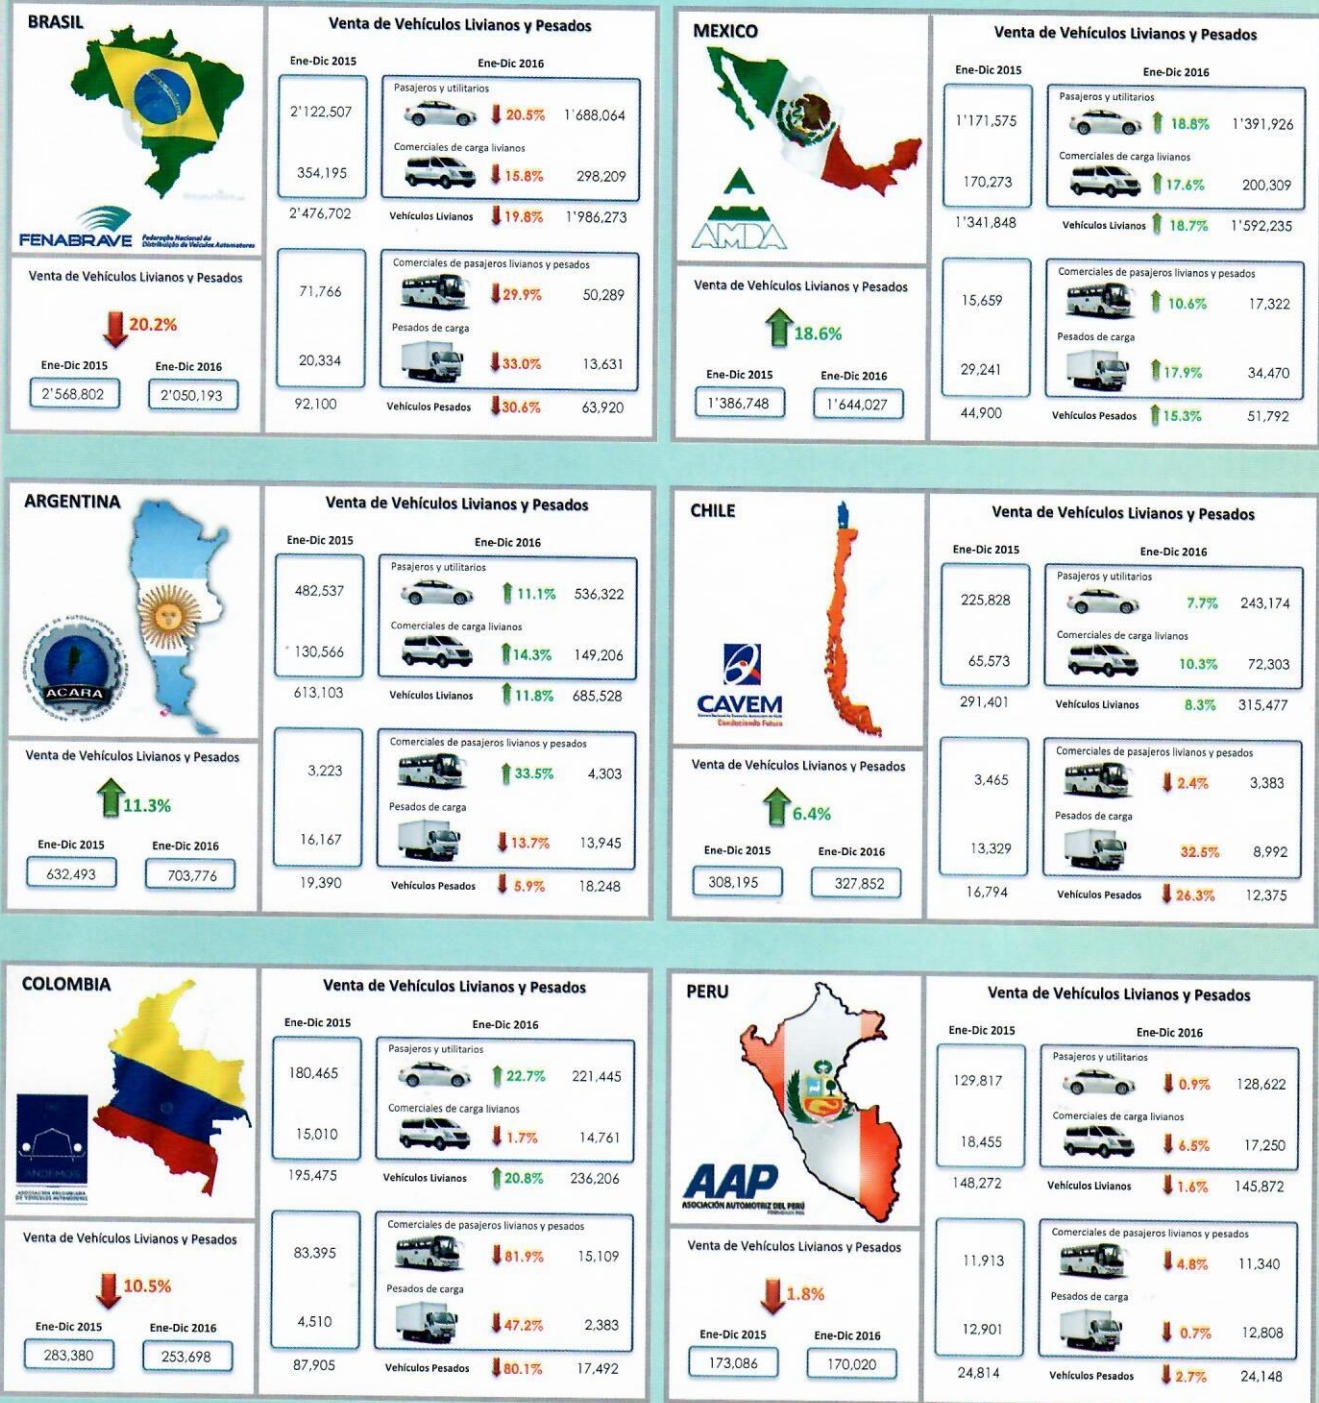 BRASIL
FENABRAVE Federação Nacional da
Distribuição de Veículos Automotores
Venta de Vehículos Livianos y Pesados
20.2%
Ene-Dic 2015 Ene-Dic 2016
2'568,802 2'050,193
Venta de Vehículos Livianos y Pesados
Ene-Dic 2015 Ene-Dic 2016
Pasajeros y utilitarios
2'122,507 20.5% 1'688,064
Comerciales de carga livianos
354,195 15.8% 298,209
2'476,702 Vehículos Livianos 19.8% 1'986,273
Comerciales de pasajeros livianos y pesados
71,766 29.9% 50,289
Pesados de carga
20,334 33.0% 13,631
92,100 Vehículos Pesados 30.6% 63,920
MEXICO
AMDA
Venta de Vehículos Livianos y Pesados
18.6%
Ene-Dic 2015 Ene-Dic 2016
1'386,748 1'644,027
Venta de Vehículos Livianos y Pesados
Ene-Dic 2015 Ene-Dic 2016
Pasajeros y utilitarios
1'171,575 18.8% 1'391,926
Comerciales de carga livianos
170,273 17.6% 200,309
1'341,848 Vehículos Livianos 18.7% 1'592,235
Comerciales de pasajeros livianos y pesados
15,659 10.6% 17,322
Pesados de carga
29,241 17.9% 34,470
44,900 Vehículos Pesados 15.3% 51,792
ARGENTINA
ACARA
Venta de Vehículos Livianos y Pesados
11.3%
Ene-Dic 2015 Ene-Dic 2016
632,493 703,776
Venta de Vehículos Livianos y Pesados
Ene-Dic 2015 Ene-Dic 2016
Pasajeros y utilitarios
482,537 11.1% 536,322
Comerciales de carga livianos
130,566 14.3% 149,206
613,103 Vehículos Livianos 11.8% 685,528
Comerciales de pasajeros livianos y pesados
3,223 33.5% 4,303
Pesados de carga
16,167 13.7% 13,945
19,390 Vehículos Pesados 5.9% 18,248
CHILE
CAVEM
Conduciendo Futuro
Venta de Vehículos Livianos y Pesados
6.4%
Ene-Dic 2015 Ene-Dic 2016
308,195 327,852
Venta de Vehículos Livianos y Pesados
Ene-Dic 2015 Ene-Dic 2016
Pasajeros y utilitarios
225,828 7.7% 243,174
Comerciales de carga livianos
65,573 10.3% 72,303
291,401 Vehículos Livianos 8.3% 315,477
Comerciales de pasajeros livianos y pesados
3,465 2.4% 3,383
Pesados de carga
13,329 32.5% 8,992
16,794 Vehículos Pesados 26.3% 12,375
COLOMBIA
ANDEMOS
ASOCIACIÓN COLOMBIANA
DE VEHÍCULOS AUTOMOTORES
Venta de Vehículos Livianos y Pesados
10.5%
Ene-Dic 2015 Ene-Dic 2016
283,380 253,698
Venta de Vehículos Livianos y Pesados
Ene-Dic 2015 Ene-Dic 2016
Pasajeros y utilitarios
180,465 22.7% 221,445
Comerciales de carga livianos
15,010 1.7% 14,761
195,475 Vehículos Livianos 20.8% 236,206
Comerciales de pasajeros livianos y pesados
83,395 81.9% 15,109
Pesados de carga
4,510 47.2% 2,383
87,905 Vehículos Pesados 80.1% 17,492
PERU
AAP
ASOCIACIÓN AUTOMOTRIZ DEL PERÚ
Venta de Vehículos Livianos y Pesados
1.8%
Ene-Dic 2015 Ene-Dic 2016
173,086 170,020
Venta de Vehículos Livianos y Pesados
Ene-Dic 2015 Ene-Dic 2016
Pasajeros y utilitarios
129,817 0.9% 128,622
Comerciales de carga livianos
18,455 6.5% 17,250
148,272 Vehículos Livianos 1.6% 145,872
Comerciales de pasajeros livianos y pesados
11,913 4.8% 11,340
Pesados de carga
12,901 0.7% 12,808
24,814 Vehículos Pesados 2.7% 24,148